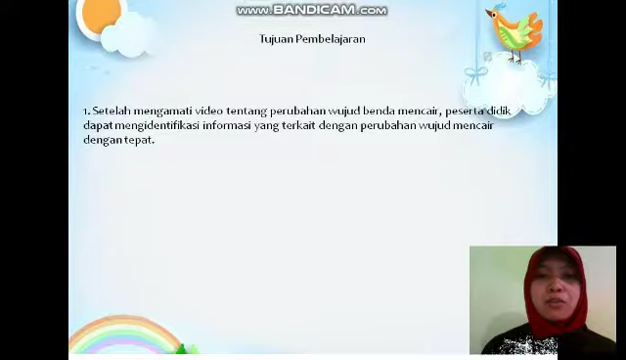 www.BANDICAM.com
Tujuan Pembelajaran
1. Setelah mengamati video tentang perubahan wujud benda mencair, peserta didik
dapat mengidentifikasi informasi yang terkait dengan perubahan wujud mencair
dengan tepat.